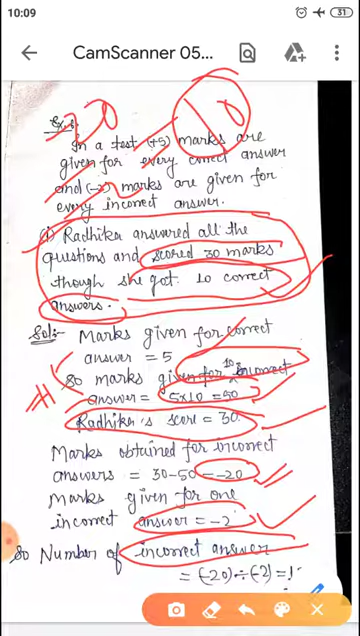 10:09
31
CamScanner 05...
Ex.5
In a test (+5) marks are
given for every correct answer
and (-2) marks are given for
every incorrect answer.
(i) Radhika answered all the
questions and scored 30 marks
though she got 10 correct
answers.
Sol:- Marks given for correct
answer = 5
So marks given for 10 incorrect
answer = 5x10 = 50
Radhika's score = 30
Marks obtained for incorrect
answers = 30-50 = -20
Marks given for one
incorrect answer = -2
So Number of incorrect answer
= (-20) ÷ (-2) =